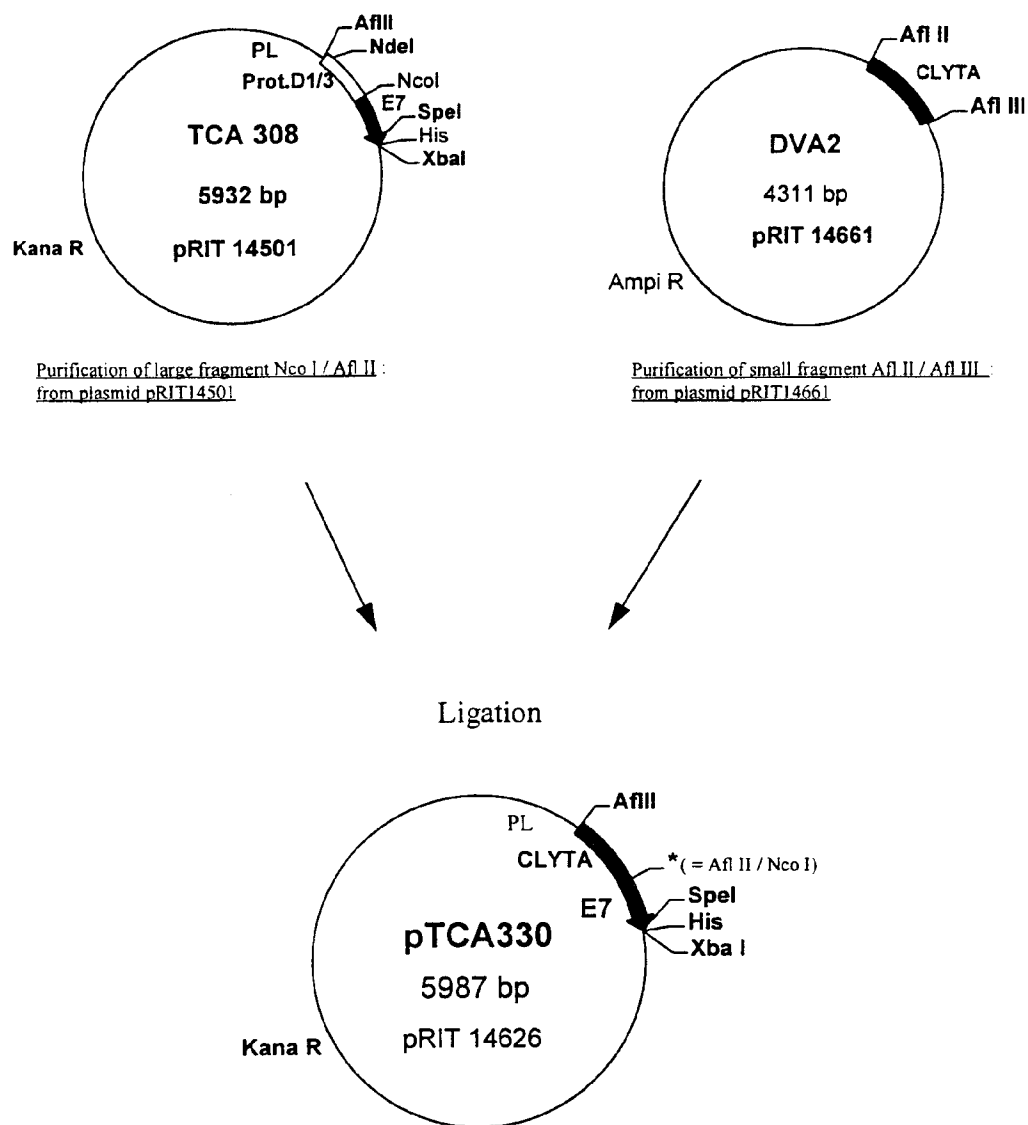 AflII
NdeI
PL
Prot.D1/3
NcoI
E7
SpeI
His
XbaI
TCA 308
5932 bp
pRIT 14501
Kana R
Afl II
CLYTA
Afl III
DVA2
4311 bp
pRIT 14661
Ampi R
Purification of large fragment Nco I / Afl II :
from plasmid pRIT14501
Purification of small fragment Afl II / Afl III :
from plasmid pRIT14661
Ligation
AflII
PL
CLYTA
*( = Afl II / Nco I)
E7
SpeI
His
Xba I
pTCA330
5987 bp
pRIT 14626
Kana R